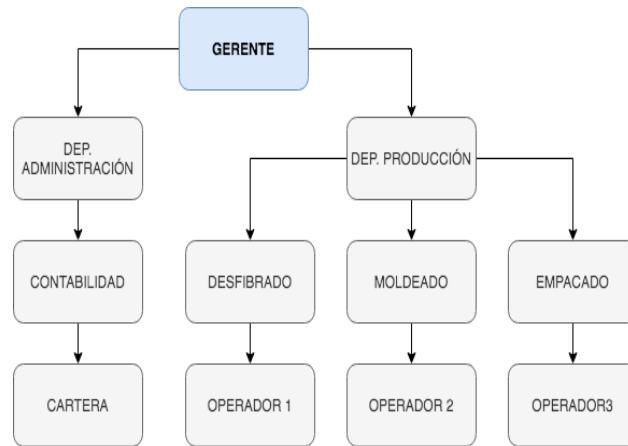 GERENTE
DEP.
ADMINISTRACIÓN
DEP. PRODUCCIÓN
CONTABILIDAD
DESFIBRADO
MOLDEADO
EMPACADO
CARTERA
OPERADOR 1
OPERADOR 2
OPERADOR3